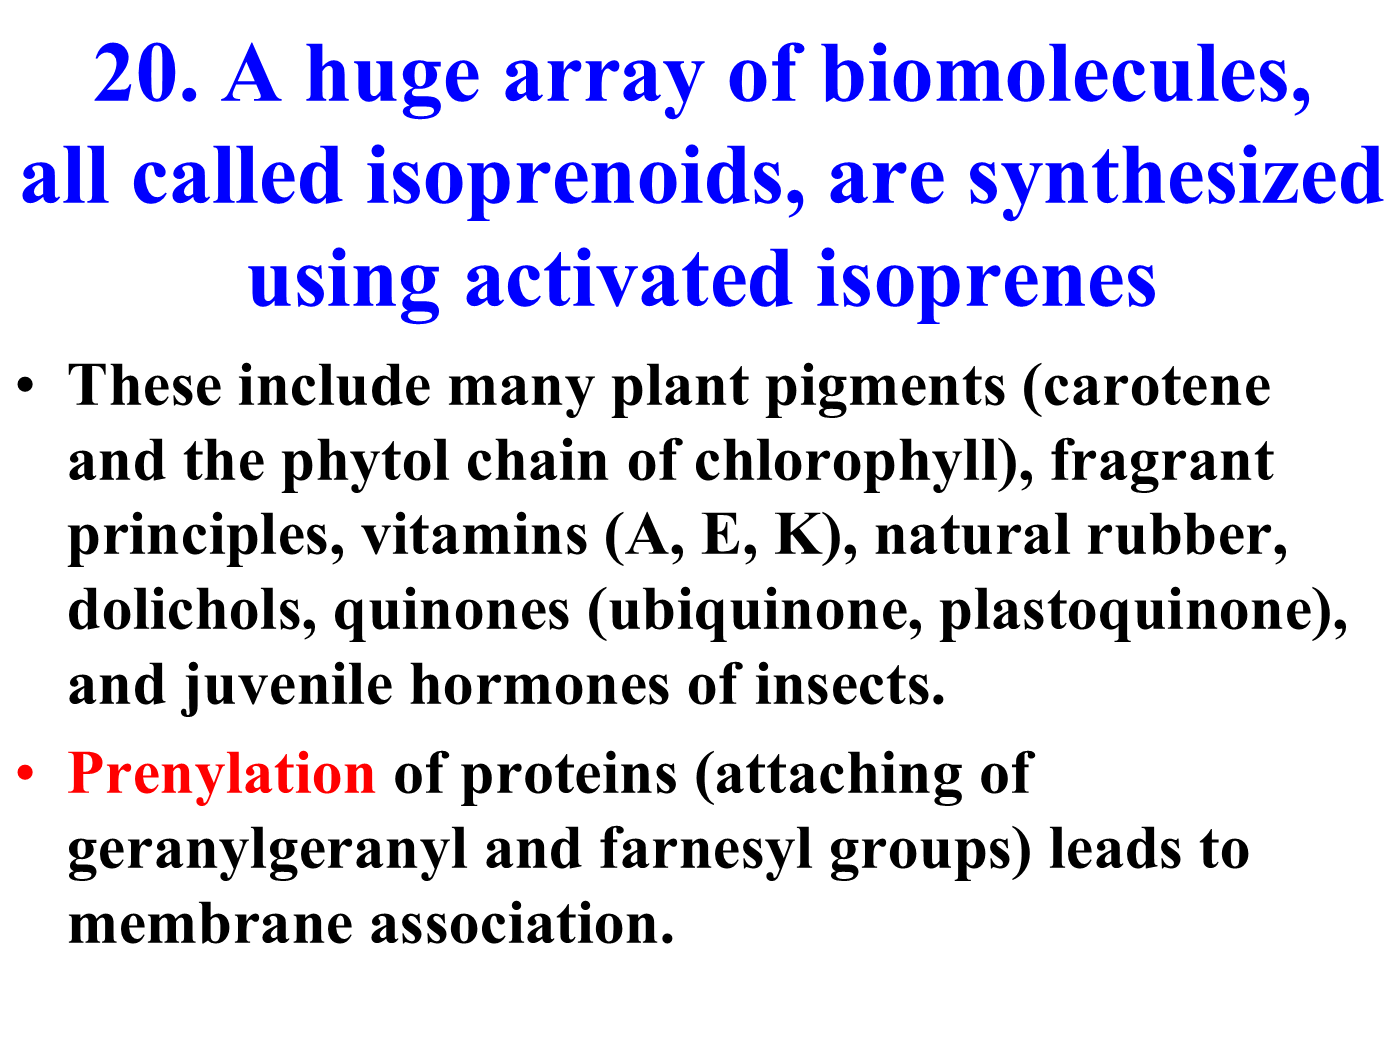 20. A huge array of biomolecules,
all called isoprenoids, are synthesized
using activated isoprenes
• These include many plant pigments (carotene
and the phytol chain of chlorophyll), fragrant
principles, vitamins (A, E, K), natural rubber,
dolichols, quinones (ubiquinone, plastoquinone),
and juvenile hormones of insects.
• Prenylation of proteins (attaching of
geranylgeranyl and farnesyl groups) leads to
membrane association.